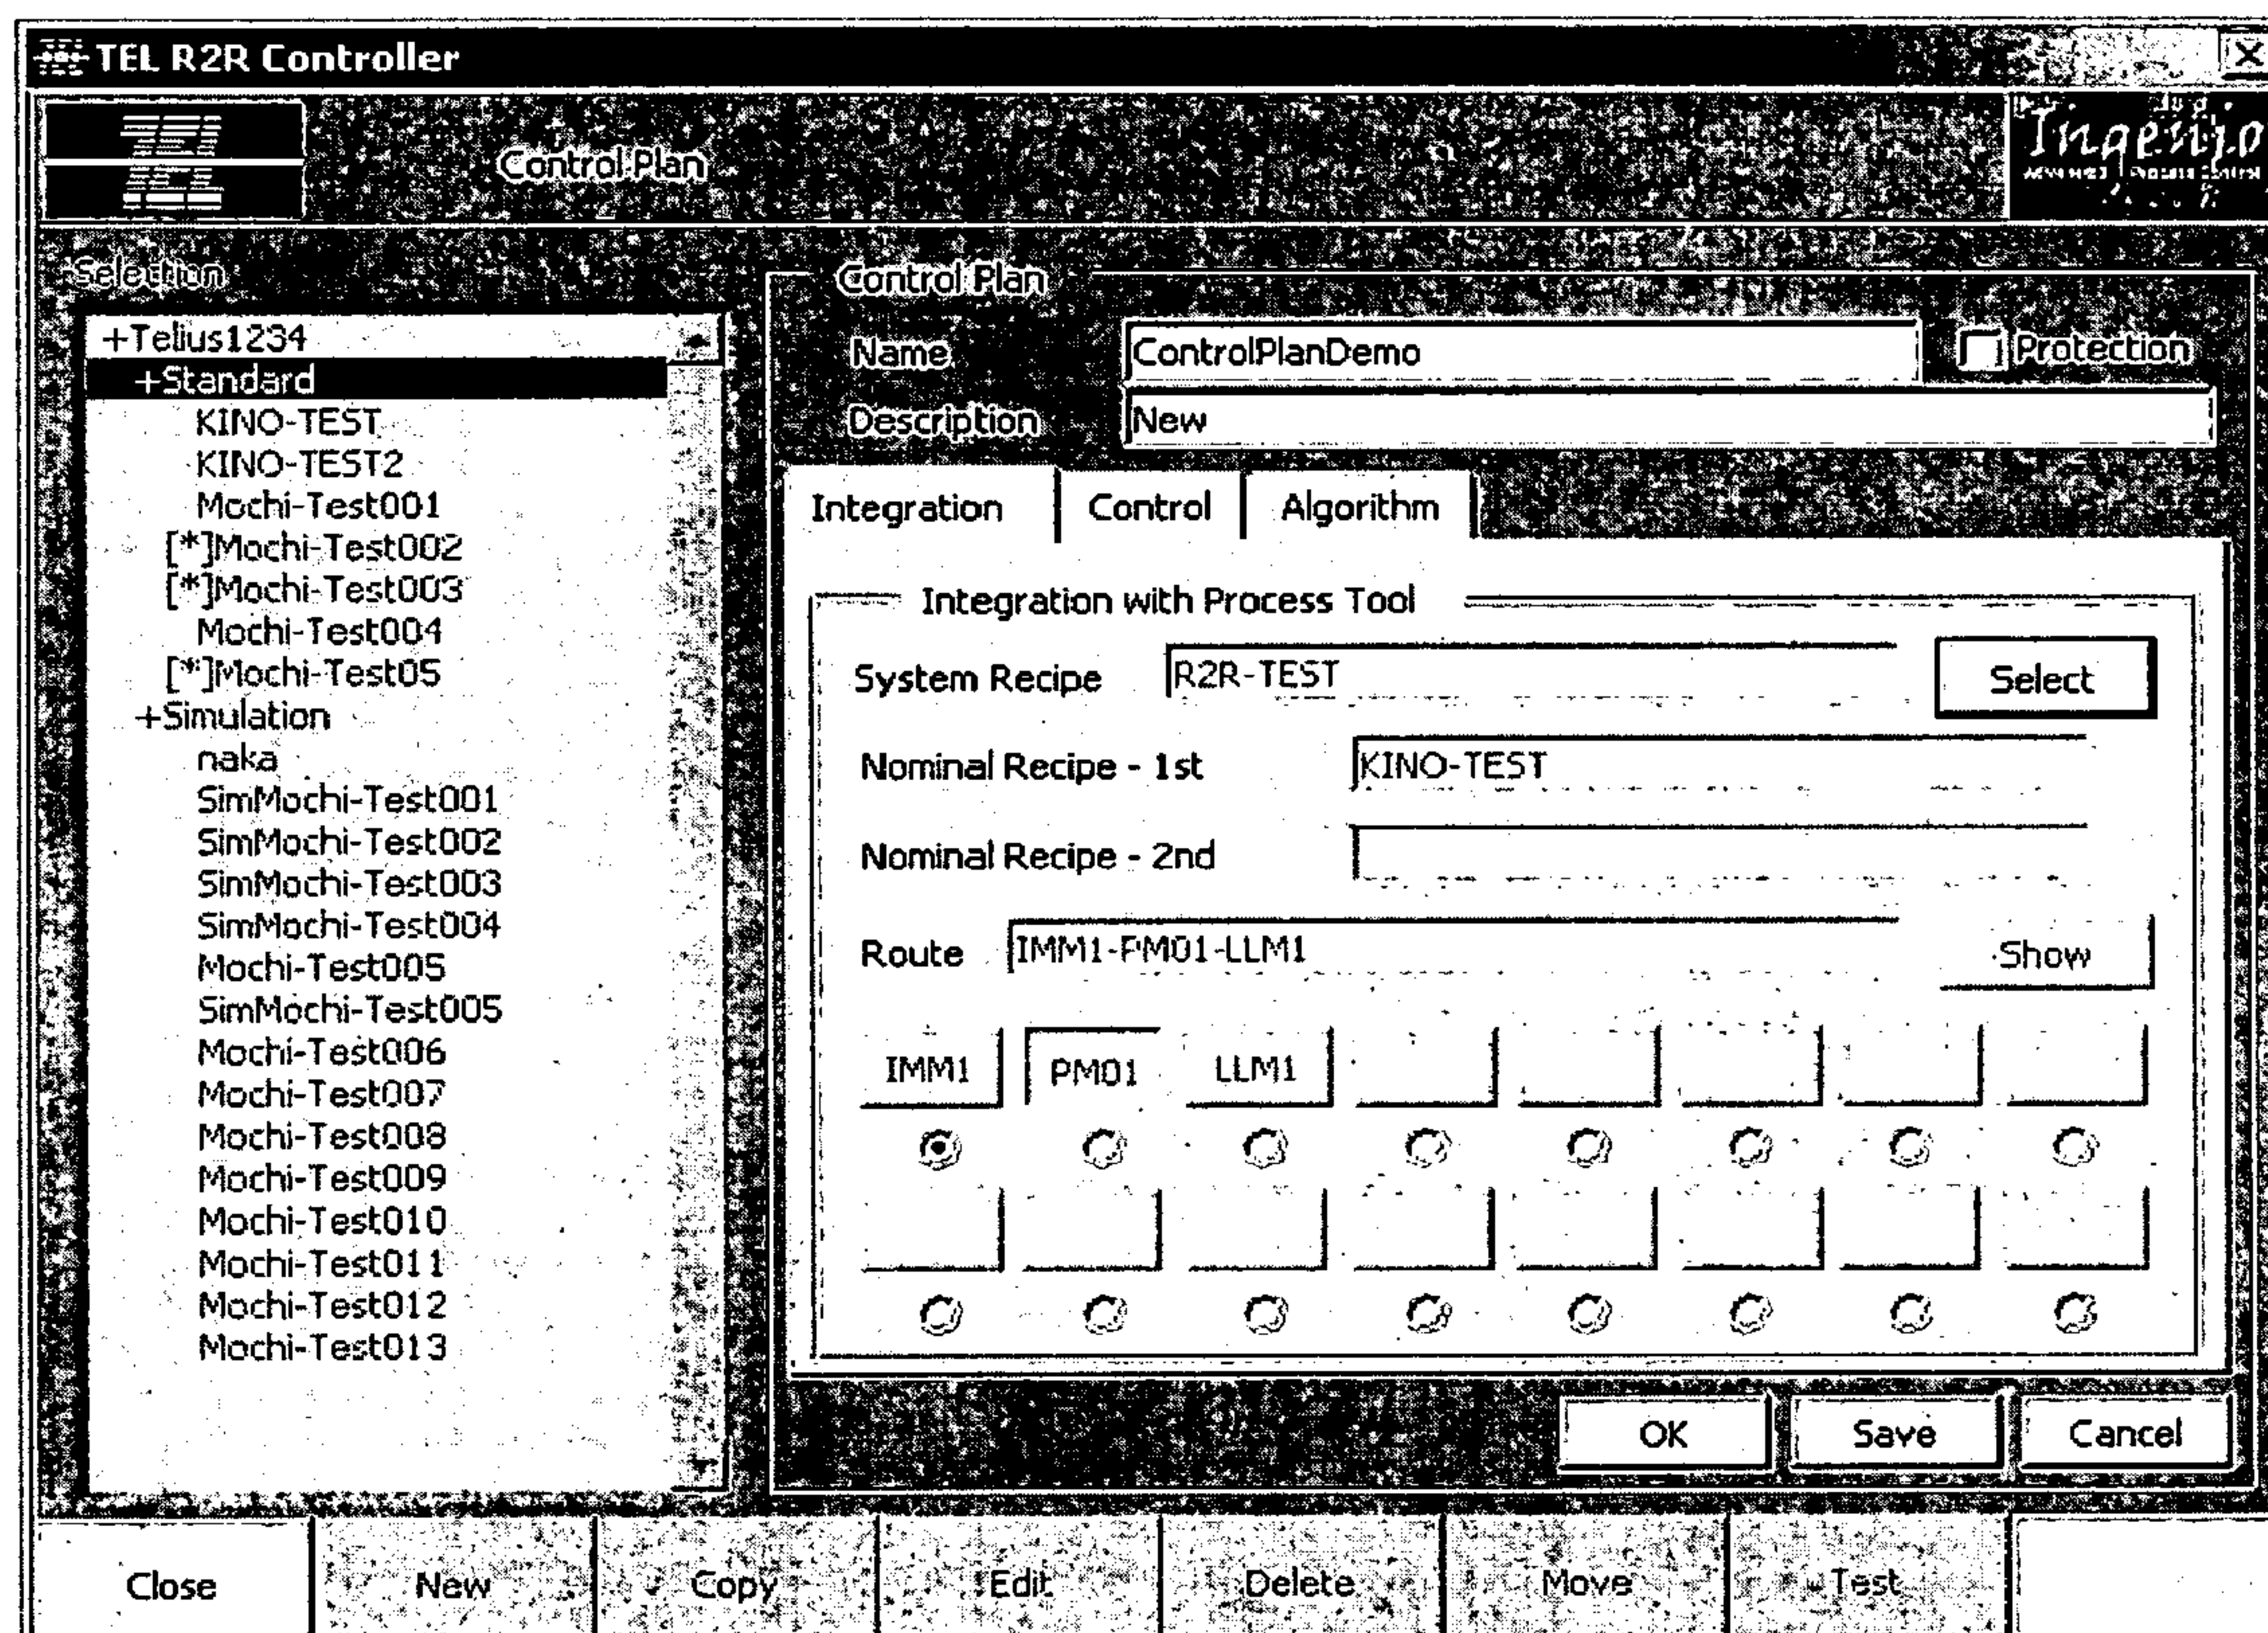 TEL R2R Controller
X
TEL
Control Plan
Ingenio
Selection
+Telius1234
+Standard
KINO-TEST
KINO-TEST2
Mochi-Test001
[*]Mochi-Test002
[*]Mochi-Test003
Mochi-Test004
[*]Mochi-Test05
+Simulation
naka
SimMochi-Test001
SimMochi-Test002
SimMochi-Test003
SimMochi-Test004
Mochi-Test005
SimMochi-Test005
Mochi-Test006
Mochi-Test007
Mochi-Test008
Mochi-Test009
Mochi-Test010
Mochi-Test011
Mochi-Test012
Mochi-Test013
Control Plan
Name ControlPlanDemo Protection
Description New
Integration Control Algorithm
Integration with Process Tool
System Recipe R2R-TEST Select
Nominal Recipe - 1st KINO-TEST
Nominal Recipe - 2nd
Route IMM1-PM01-LLM1 Show
IMM1 PM01 LLM1
OK Save Cancel
Close New Copy Edit Delete Move Test